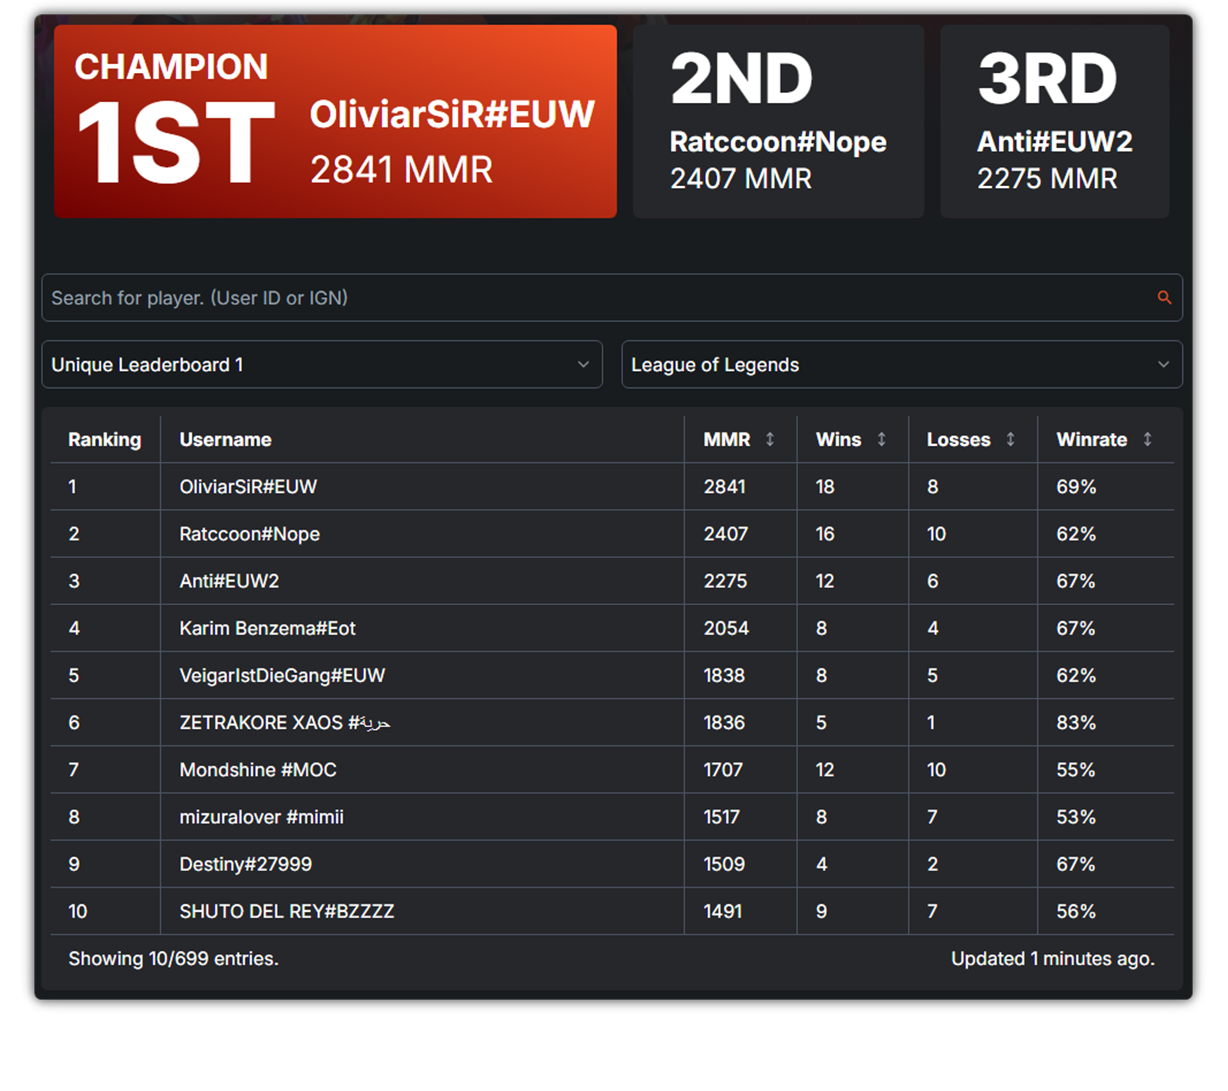 CHAMPION
1ST
OliviarSiR#EUW
2841 MMR
2ND
Ratccoon#Nope
2407 MMR
3RD
Anti#EUW2
2275 MMR
Search for player. (User ID or IGN)
Unique Leaderboard 1
League of Legends
Ranking Username MMR Wins Losses Winrate
1 OliviarSiR#EUW 2841 18 8 69%
2 Ratccoon#Nope 2407 16 10 62%
3 Anti#EUW2 2275 12 6 67%
4 Karim Benzema#Eot 2054 8 4 67%
5 VeigarIstDieGang#EUW 1838 8 5 62%
6 ZETRAKORE XAOS #حرِية 1836 5 1 83%
7 Mondshine #MOC 1707 12 10 55%
8 mizuralover #mimii 1517 8 7 53%
9 Destiny#27999 1509 4 2 67%
10 SHUTO DEL REY#BZZZZ 1491 9 7 56%
Showing 10/699 entries.
Updated 1 minutes ago.